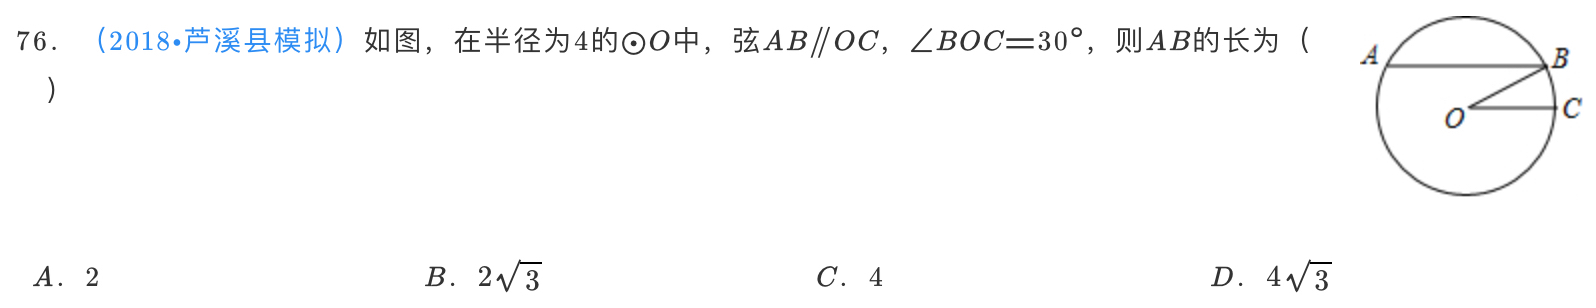 76. （2018•芦溪县模拟）如图，在半径为4的⊙O中，弦AB∥OC，∠BOC=30°，则AB的长为（
）
A
B
O
C
A. 2 B. 2√3 C. 4 D. 4√3